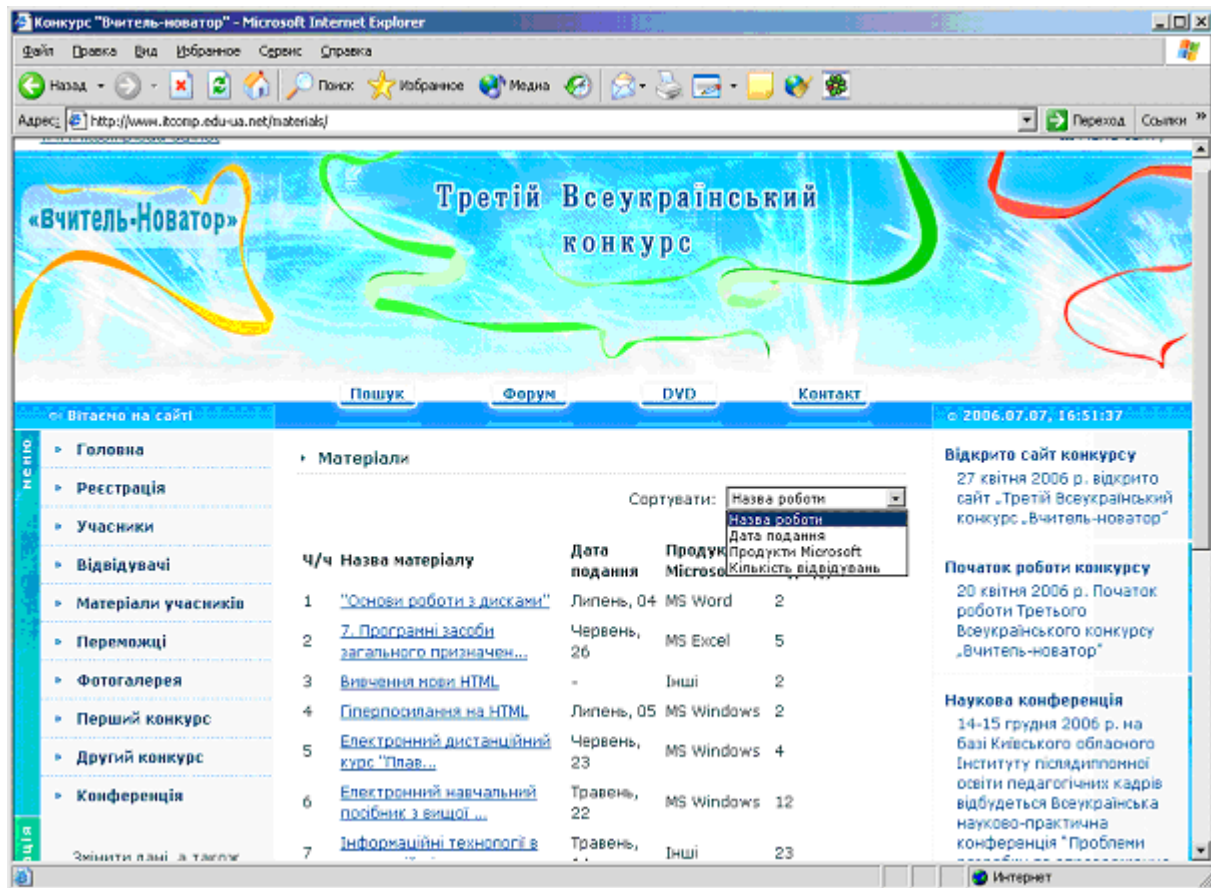 Конкурс "Вчитель-новатор" - Microsoft Internet Explorer
Файл Правка Вид Избранное Сервис Справка
Назад Поиск Избранное Медиа
Адрес: http://www.itcomp.edu-ua.net/materials/ Переход Ссылки »
«Вчитель-Новатор»
Третій Всеукраїнський
конкурс
Пошук Форум DVD Контакт
Вітаємо на сайті
2006.07.07, 16:51:37
меню
Головна
Реєстрація
Учасники
Відвідувачі
Матеріали учасників
Переможці
Фотогалерея
Перший конкурс
Другий конкурс
Конференція
Змінити дані, а також
Матеріали
Сортувати: Назва роботи
Назва роботи
Дата подання
Продукти Microsoft
Кількість відвідувань
Ч/ч Назва матеріалу Дата подання
1 "Основи роботи з дисками" Липень, 04 MS Word 2
2 7. Програмні засоби загального призначен... Червень, 26 MS Excel 5
3 Вивчення мови HTML - Інші 2
4 Гіперпосилання на HTML Липень, 05 MS Windows 2
5 Електронний дистанційний курс "Плав... Червень, 23 MS Windows 4
6 Електронний навчальний посібник з вищої ... Травень, 22 MS Windows 12
7 Інформаційні технології в Травень, Інші 23
Відкрито сайт конкурсу
27 квітня 2006 р. відкрито
сайт „Третій Всеукраїнський
конкурс „Вчитель-новатор"
Початок роботи конкурсу
20 квітня 2006 р. Початок
роботи Третього
Всеукраїнського конкурсу
„Вчитель-новатор"
Наукова конференція
14-15 грудня 2006 р. на
базі Київського обласного
Інституту післядиппомної
освіти педагогічних кадрів
відбудеться Всеукраїнська
науково-практична
конференція "Проблеми
Интернет